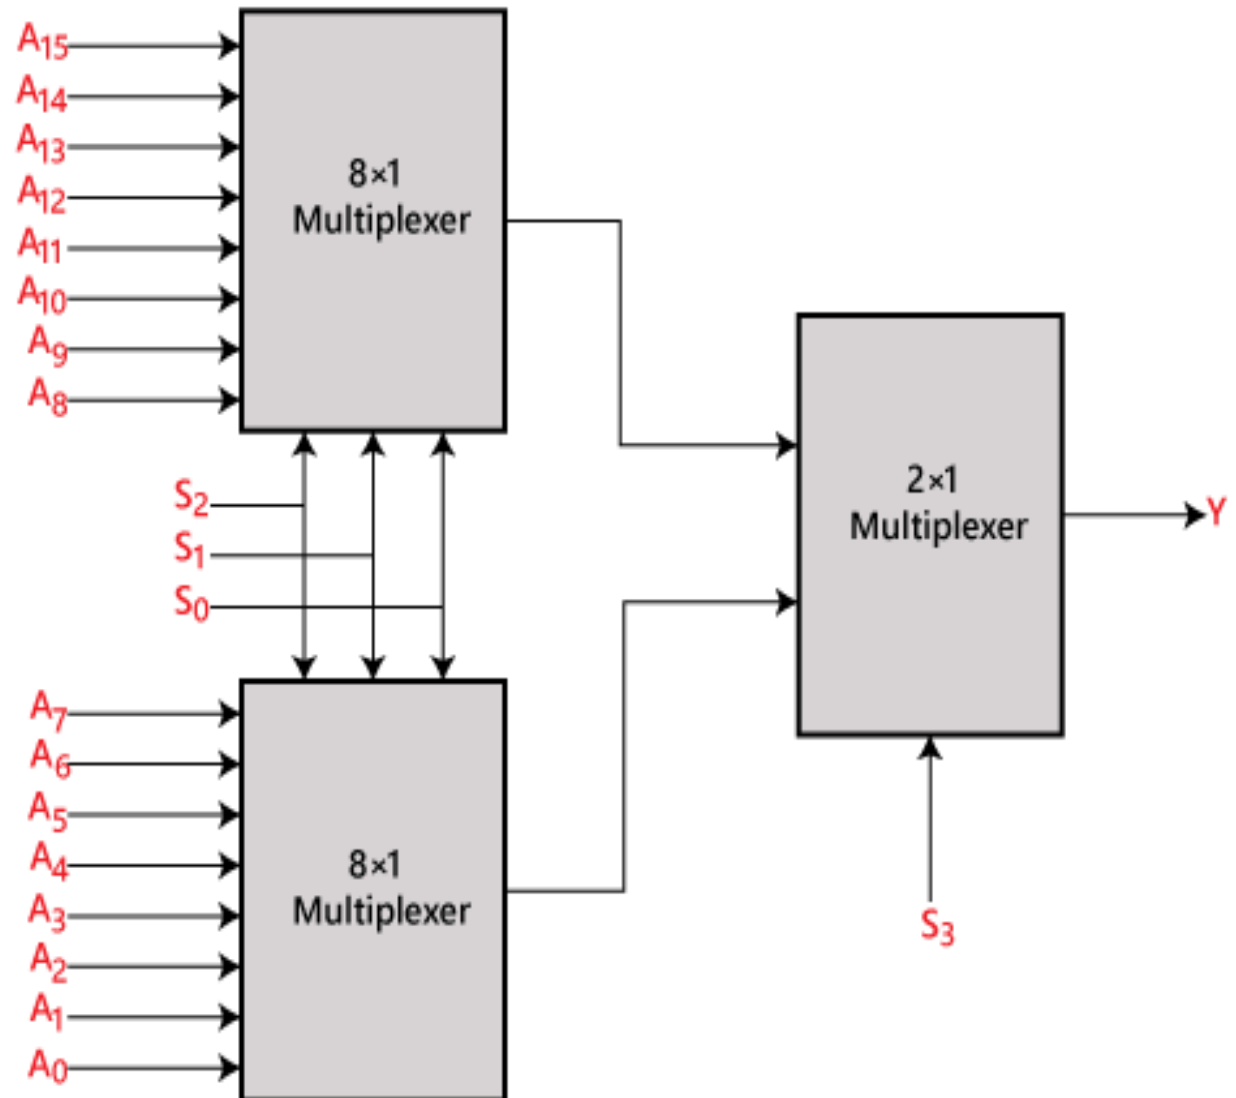 A15
A14
A13
A12
A11
A10
A9
A8
8×1
Multiplexer
S2
S1
S0
A7
A6
A5
A4
A3
A2
A1
A0
8×1
Multiplexer
2×1
Multiplexer
Y
S3